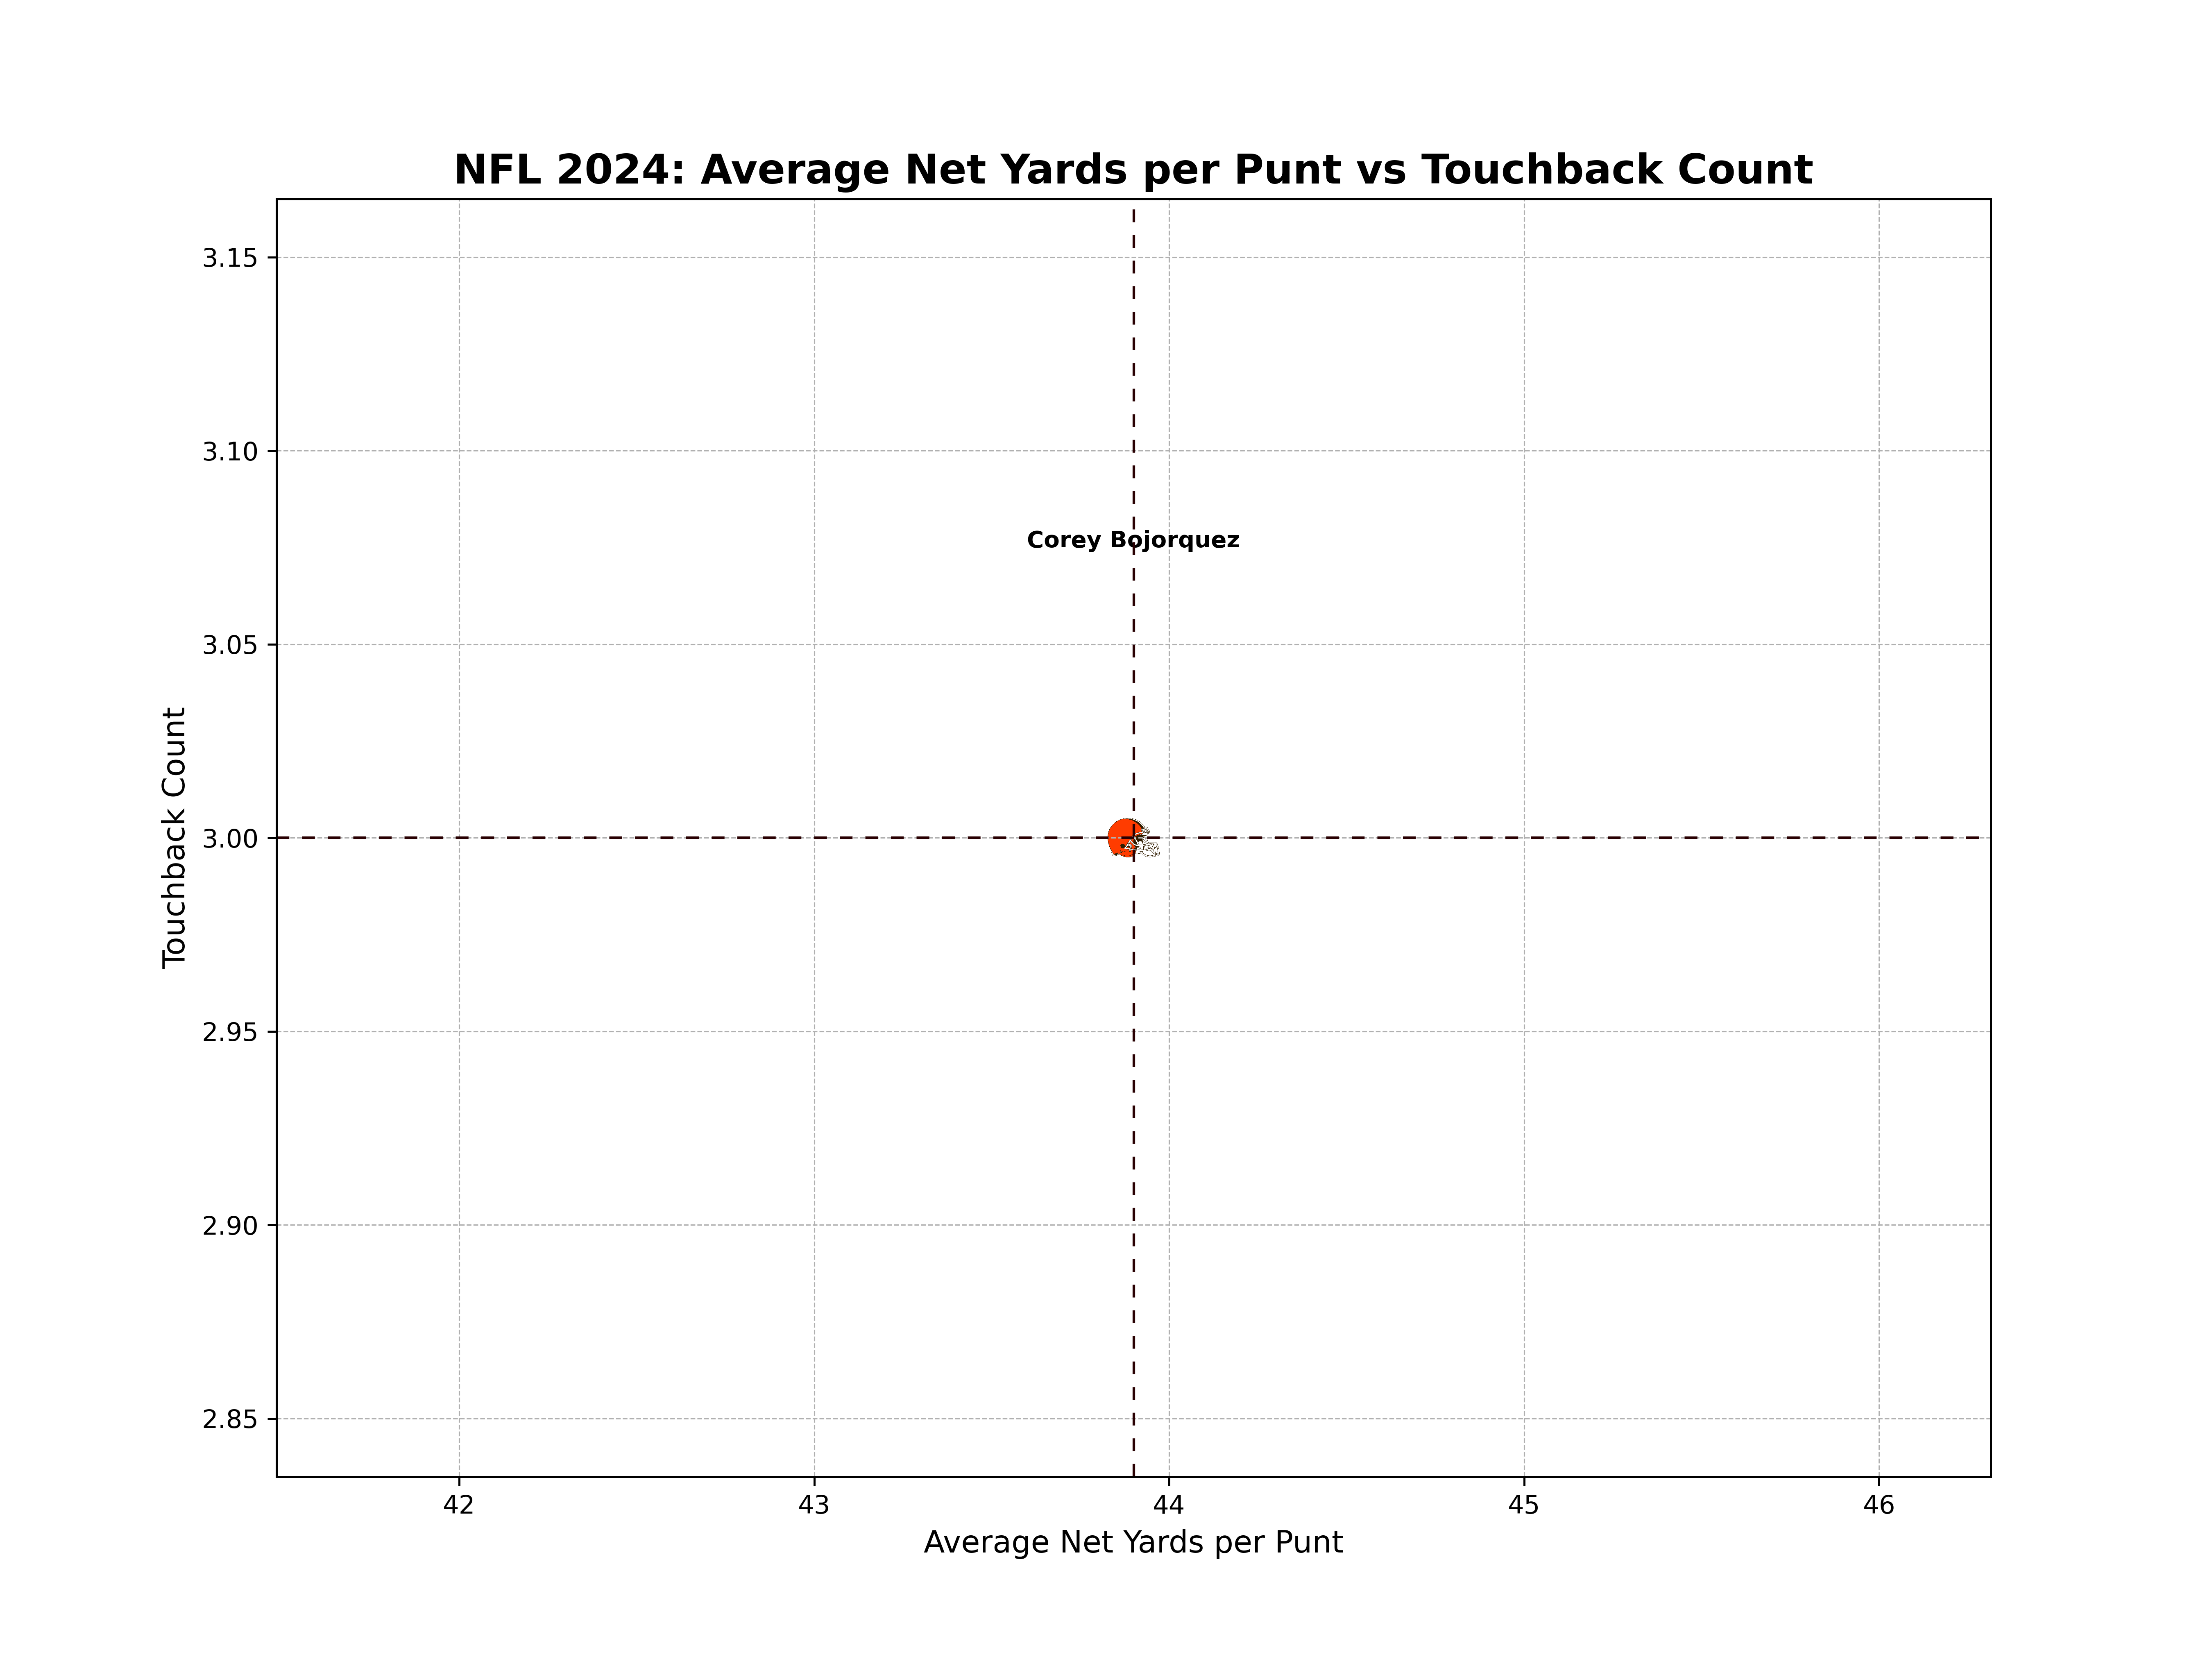 NFL 2024: Average Net Yards per Punt vs Touchback Count
3.15
3.10
Corey Bojorquez
3.05
Touchback Count
3.00
2.95
2.90
2.85
42 43 44 45 46
Average Net Yards per Punt